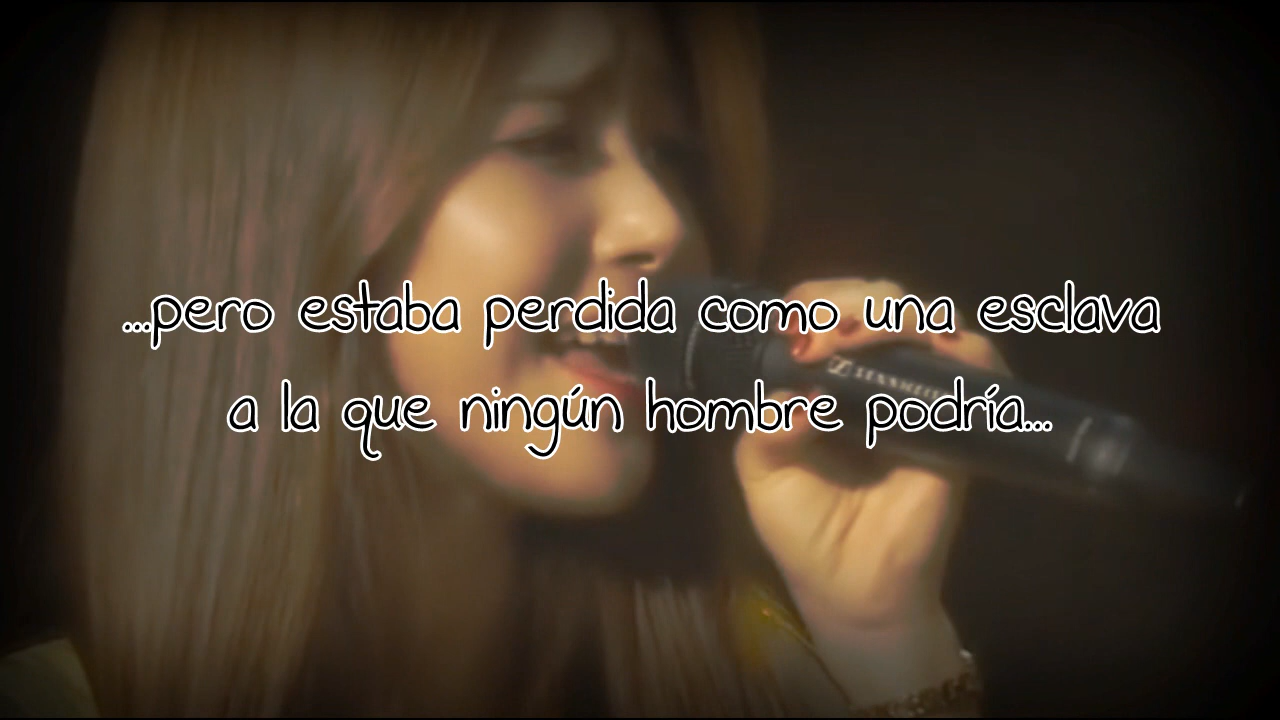 ...pero estaba perdida como una esclava
a la que ningún hombre podría...